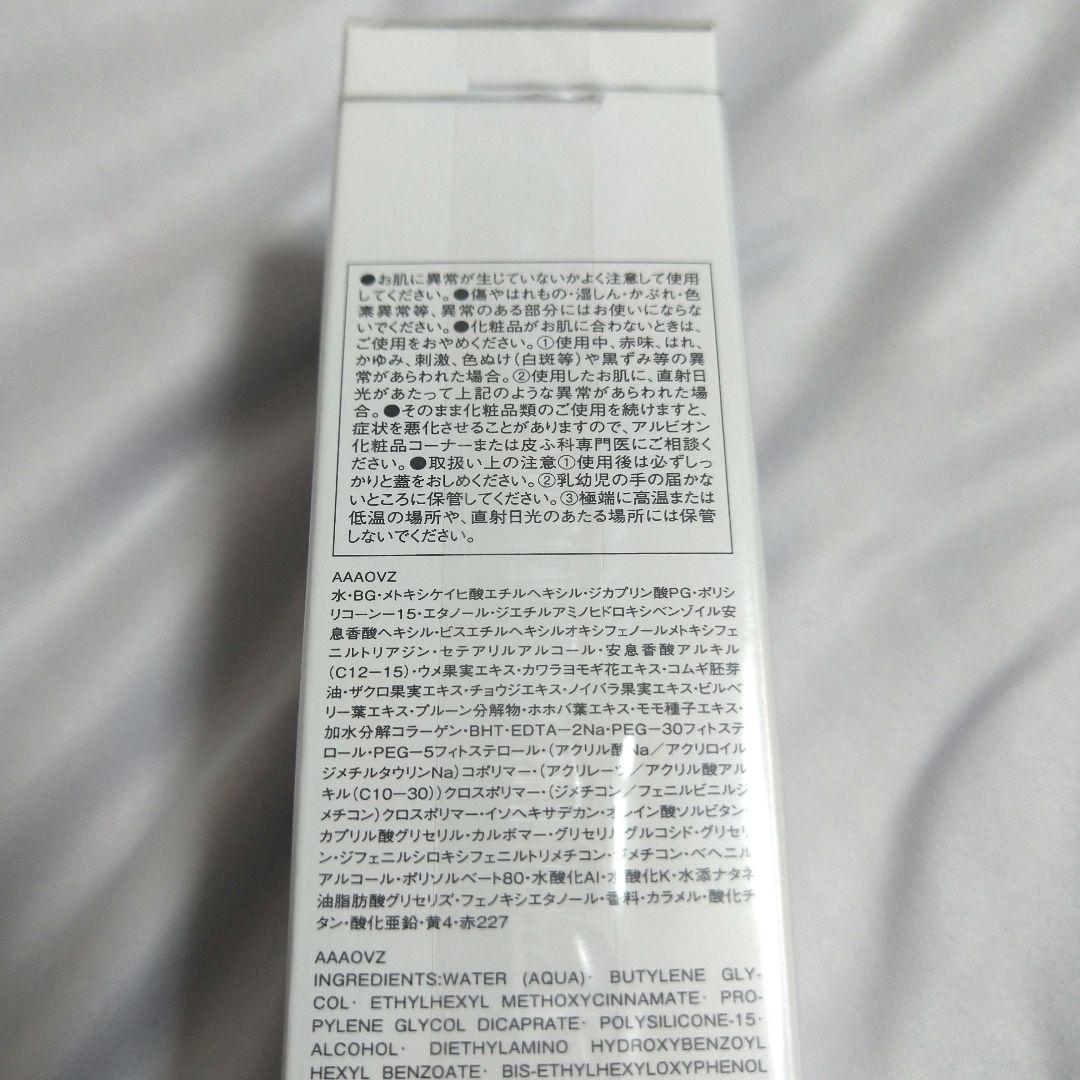 ●お肌に異常が生じていないかよく注意して使用
してください。●傷やはれもの・湿しん・かぶれ・色
素異常等、異常のある部分にはお使いにならな
いでください。●化粧品がお肌に合わないときは、
ご使用をおやめください。①使用中、赤味、はれ、
かゆみ、刺激、色ぬけ(白斑等)や黒ずみ等の異
常があらわれた場合。②使用したお肌に、直射日
光があたって上記のような異常があらわれた場
合。●そのまま化粧品類のご使用を続けますと、
症状を悪化させることがありますので、アルビオン
化粧品コーナーまたは皮ふ科専門医にご相談く
ださい。●取扱い上の注意①使用後は必ずしっ
かりと蓋をおしめください。②乳幼児の手の届かな
いところに保管してください。③極端に高温または
低温の場所や、直射日光のあたる場所には保管
しないでください。
AAAOVZ
水・BG・メトキシケイヒ酸エチルヘキシル・ジカプリン酸PG・ポリシ
リコーン－15・エタノール・ジエチルアミノヒドロキシベンゾイル安
息香酸ヘキシル・ビスエチルヘキシルオキシフェノールメトキシフェ
ニルトリアジン・セテアリルアルコール・安息香酸アルキル
(C12－15)・ウメ果実エキス・カワラヨモギ花エキス・コムギ胚芽
油・ザクロ果実エキス・チョウジエキス・ノイバラ果実エキス・ビルベ
リー葉エキス・プルーン分解物・ホホバ葉エキス・モモ種子エキス・
加水分解コラーゲン・BHT・EDTA－2Na・PEG－30フィトステ
ロール・PEG－5フィトステロール・(アクリル酸Na／アクリロイル
ジメチルタウリンNa)コポリマー・(アクリレーツ／アクリル酸アル
キル(C10－30))クロスポリマー・(ジメチコン／フェニルビニルジ
メチコン)クロスポリマー・イソヘキサデカン・オレイン酸ソルビタン・
カプリル酸グリセリル・カルボマー・グリセリルグルコシド・グリセリ
ン・ジフェニルシロキシフェニルトリメチコン・ジメチコン・ベヘニル
アルコール・ポリソルベート80・水酸化Al・水酸化K・水添ナタネ
油脂肪酸グリセリズ・フェノキシエタノール・香料・カラメル・酸化チ
タン・酸化亜鉛・黄4・赤227
AAAOVZ
INGREDIENTS:WATER (AQUA)・ BUTYLENE GLY-
COL・ ETHYLHEXYL METHOXYCINNAMATE・ PRO-
PYLENE GLYCOL DICAPRATE・ POLYSILICONE-15・
ALCOHOL・ DIETHYLAMINO HYDROXYBENZOYL
HEXYL BENZOATE・ BIS-ETHYLHEXYLOXYPHENOL